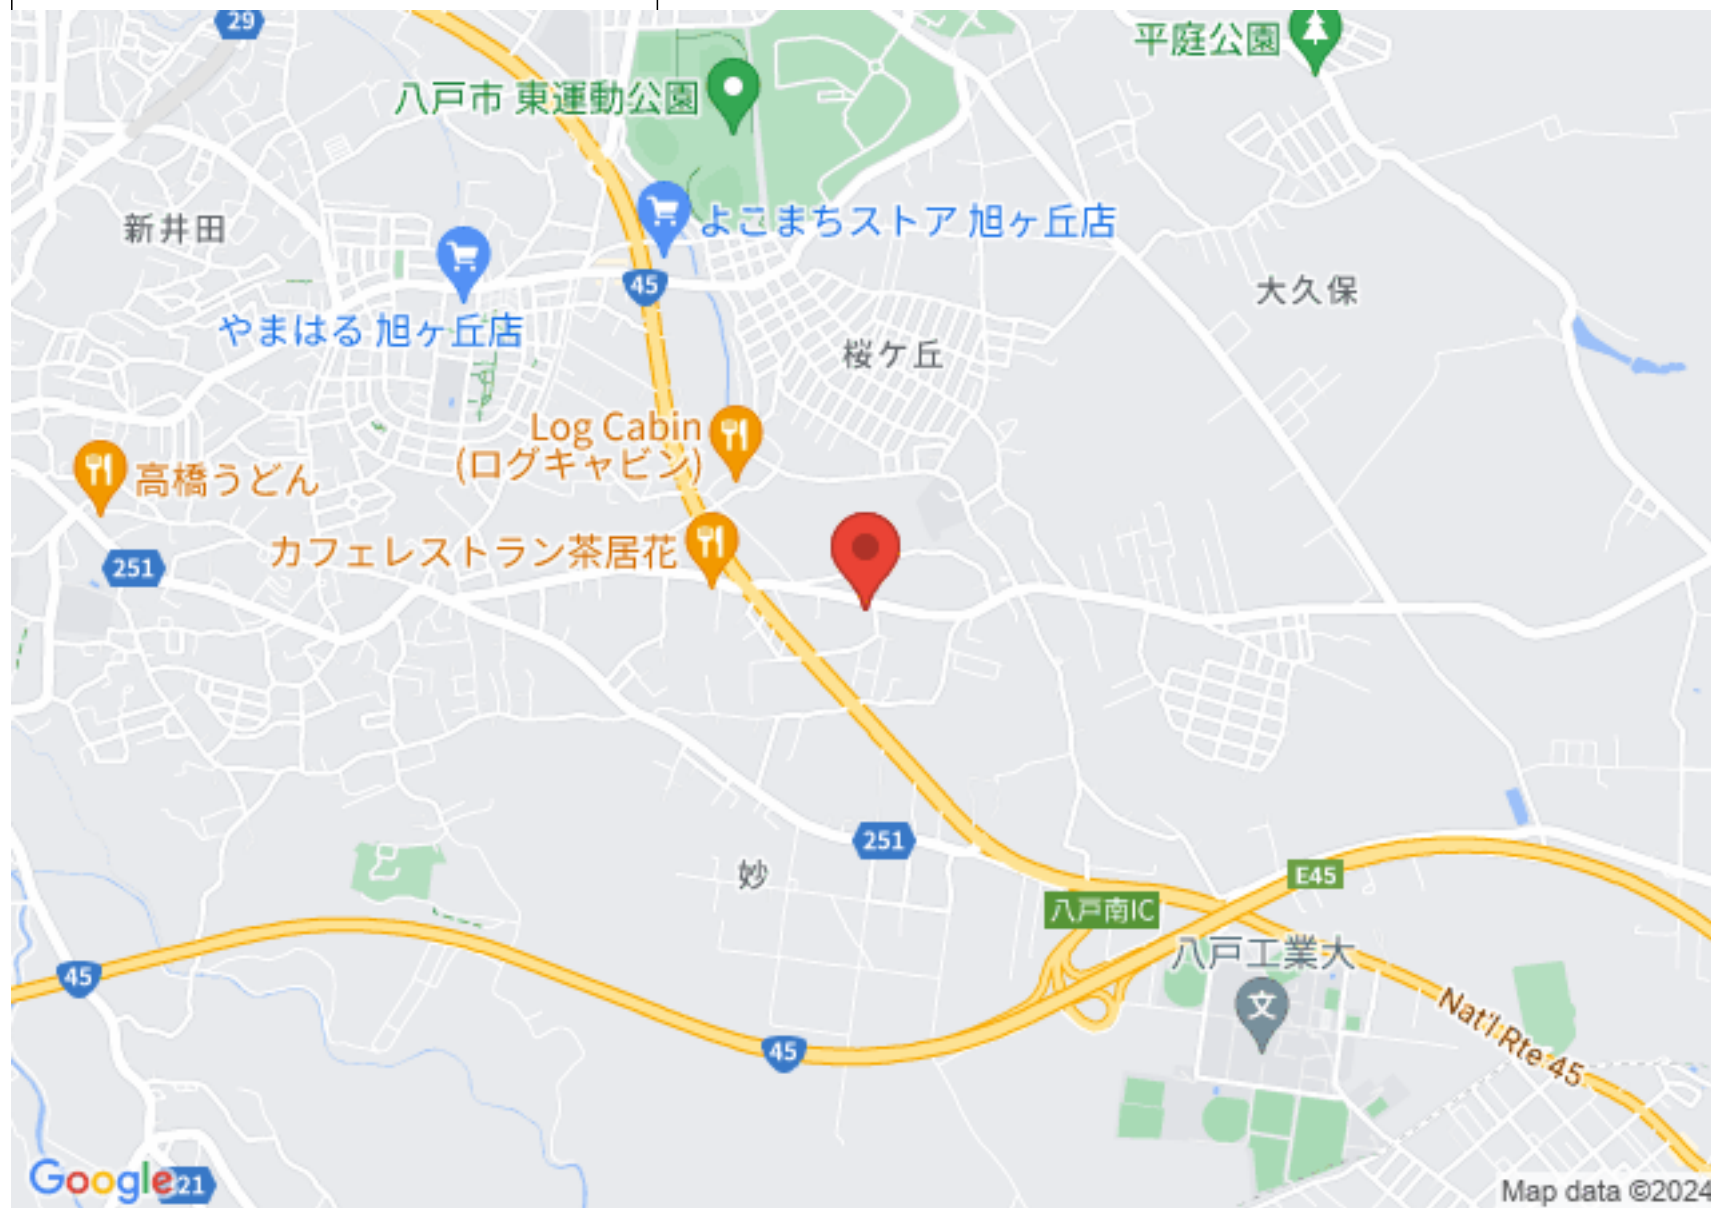 29
平庭公園
八戸市 東運動公園
新井田
よこまちストア 旭ヶ丘店
45
大久保
やまはる 旭ヶ丘店
桜ケ丘
Log Cabin
(ログキャビン)
高橋うどん
カフェレストラン茶居花
251
251
妙
E45
八戸南IC
八戸工業大
文
45
Nat'l Rte 45
45
Google
21
Map data ©2024